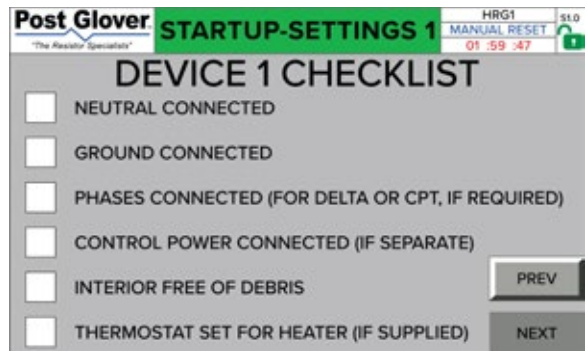 Post Glover.
"The Resistor Specialists"
STARTUP-SETTINGS 1
HRG1
MANUAL RESET
01 :59 :47
S1.0
DEVICE 1 CHECKLIST
NEUTRAL CONNECTED
GROUND CONNECTED
PHASES CONNECTED (FOR DELTA OR CPT, IF REQUIRED)
CONTROL POWER CONNECTED (IF SEPARATE)
INTERIOR FREE OF DEBRIS
THERMOSTAT SET FOR HEATER (IF SUPPLIED)
PREV
NEXT